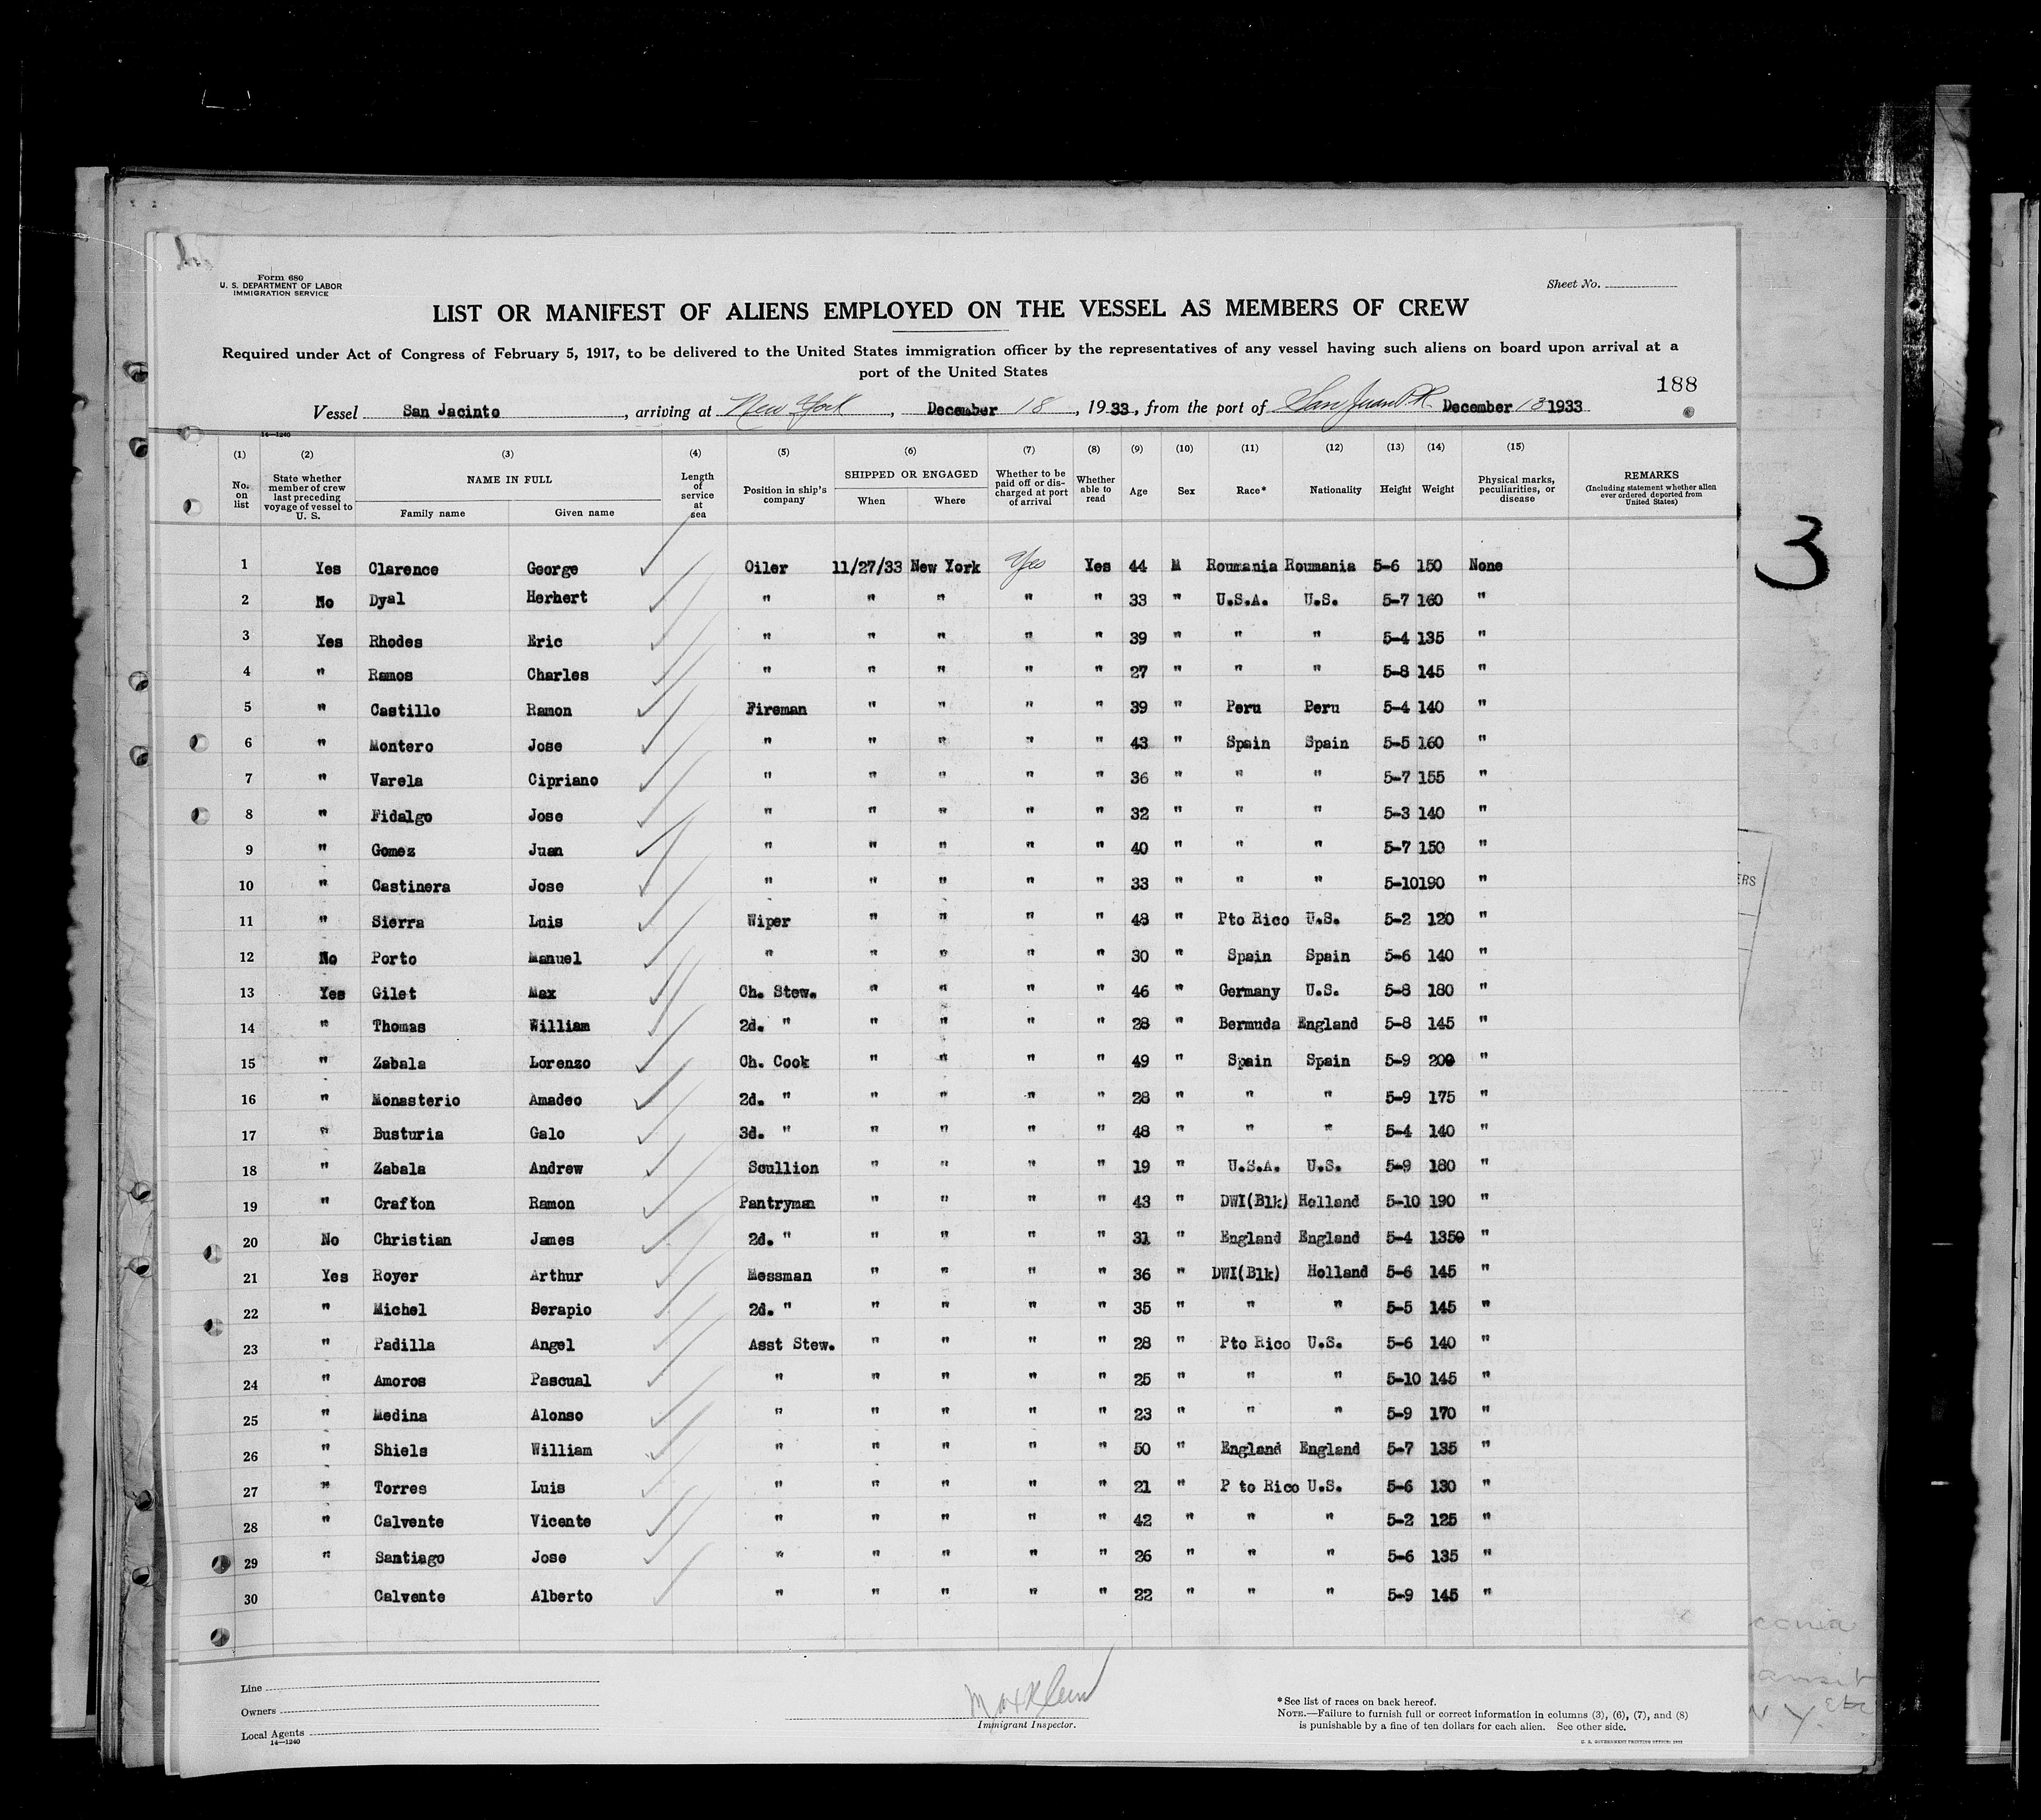 Form 680
U. S. DEPARTMENT OF LABOR
IMMIGRATION SERVICE
Sheet No.
LIST OR MANIFEST OF ALIENS EMPLOYED ON THE VESSEL AS MEMBERS OF CREW
Required under Act of Congress of February 5, 1917, to be delivered to the United States immigration officer by the representatives of any vessel having such aliens on board upon arrival at a
port of the United States
188
Vessel San Jacinto, arriving at New York, December 18, 1933, from the port of San Juan P.R. December 13 1933
14—1240
(1) (2) (3) (4) (5) (6) (7) (8) (9) (10) (11) (12) (13) (14) (15)
No. on list State whether member of crew last preceding voyage of vessel to U. S. NAME IN FULL Family name Given name Length of service at sea Position in ship's company SHIPPED OR ENGAGED When Where Whether to be paid off or discharged at port of arrival Whether able to read Age Sex Race* Nationality Height Weight Physical marks, peculiarities, or disease REMARKS (Including statement whether alien ever ordered deported from United States)
3
1 Yes Clarence George Oiler 11/27/33 New York Yes Yes 44 M Roumania Roumania 5-6 150 None
2 No Dyal Herbert " " " " " 33 " U.S.A. U.S. 5-7 160 "
3 Yes Rhodes Eric " " " " " 39 " " " 5-4 135 "
4 " Ramos Charles " " " " " 27 " " " 5-8 145 "
5 " Castillo Ramon Fireman " " " " 39 " Peru Peru 5-4 140 "
6 " Montero Jose " " " " " 43 " Spain Spain 5-5 160 "
7 " Varela Cipriano " " " " " 36 " " " 5-7 155 "
8 " Fidalgo Jose " " " " " 32 " " " 5-3 140 "
9 " Gomez Juan " " " " " 40 " " " 5-7 150 "
10 " Castinera Jose " " " " " 33 " " " 5-10 190 "
11 " Sierra Luis Wiper " " " " 48 " Pto Rico U.S. 5-2 120 "
12 No Porto Manuel " " " " " 30 " Spain Spain 5-6 140 "
13 Yes Gilet Max Ch. Stew. " " " " 46 " Germany U.S. 5-8 180 "
14 " Thomas William 2d. " " " " " 28 " Bermuda England 5-8 145 "
15 " Zabala Lorenzo Ch. Cook " " " " 49 " Spain Spain 5-9 200 "
16 " Monasterio Amadeo 2d. " " " " " 28 " " " 5-9 175 "
17 " Busturia Galo 3d. " " " " " 48 " " " 5-4 140 "
18 " Zabala Andrew Scullion " " " " 19 " U.S.A. U.S. 5-9 180 "
19 " Crafton Ramon Pantryman " " " " 43 " DWI(Blk) Holland 5-10 190 "
20 No Christian James 2d. " " " " " 31 " England England 5-4 1350 "
21 Yes Royer Arthur Messman " " " " 36 " DWI(Blk) Holland 5-6 145 "
22 " Michel Serapio 2d. " " " " " 35 " " " 5-5 145 "
23 " Padilla Angel Asst Stew. " " " " 28 " Pto Rico U.S. 5-6 140 "
24 " Amoros Pascual " " " " " 25 " " " 5-10 145 "
25 " Medina Alonso " " " " " 23 " " " 5-9 170 "
26 " Shiels William " " " " " 50 " England England 5-7 135 "
27 " Torres Luis " " " " " 21 " P to Rico U.S. 5-6 130 "
28 " Calvente Vicente " " " " " 42 " " " 5-2 125 "
29 " Santiago Jose " " " " " 26 " " " 5-6 135 "
30 Calvente Alberto " " " " " 22 " " " 5-9 145 "
Line
Owners
Local Agents
14—1240
Max Klein
Immigrant Inspector.
*See list of races on back hereof.
NOTE.—Failure to furnish full or correct information in columns (3), (6), (7), and (8)
is punishable by a fine of ten dollars for each alien. See other side.
ERS